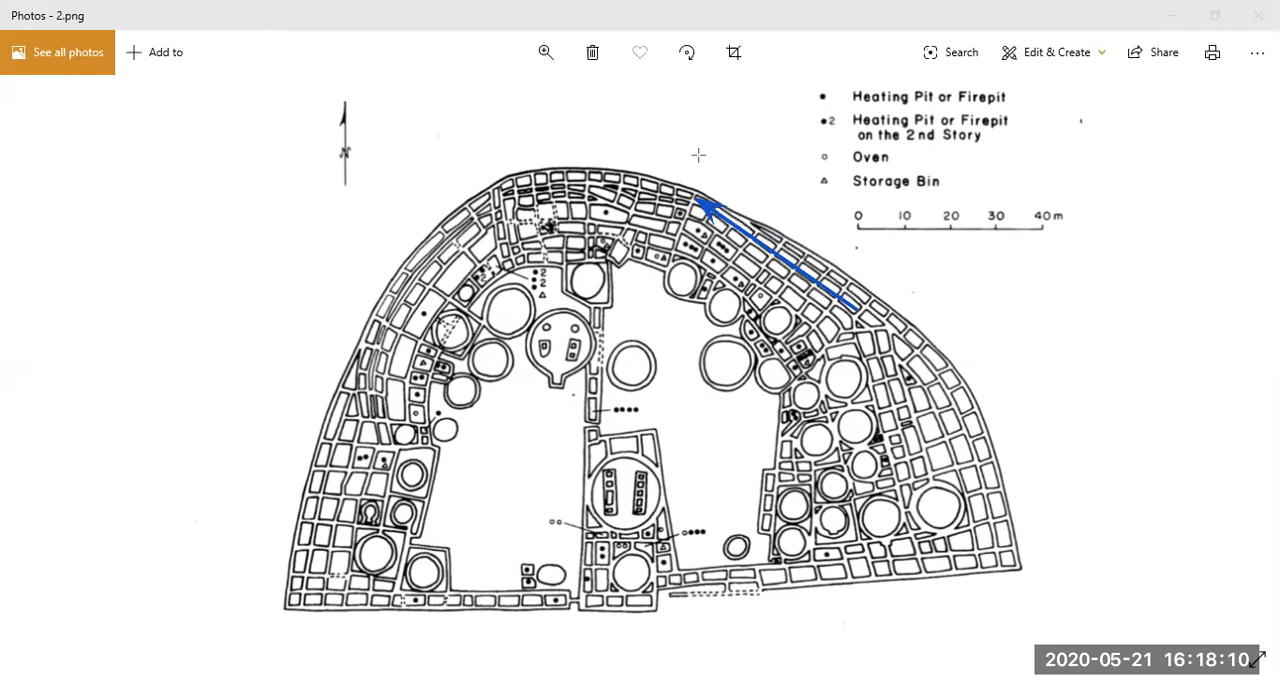 Photos - 2.png
See all photos
Add to
Search
Edit & Create
Share
N
Heating Pit or Firepit
2 Heating Pit or Firepit
on the 2nd Story
Oven
Storage Bin
0 10 20 30 40 m
2
2
2
2020-05-21 16:18:10